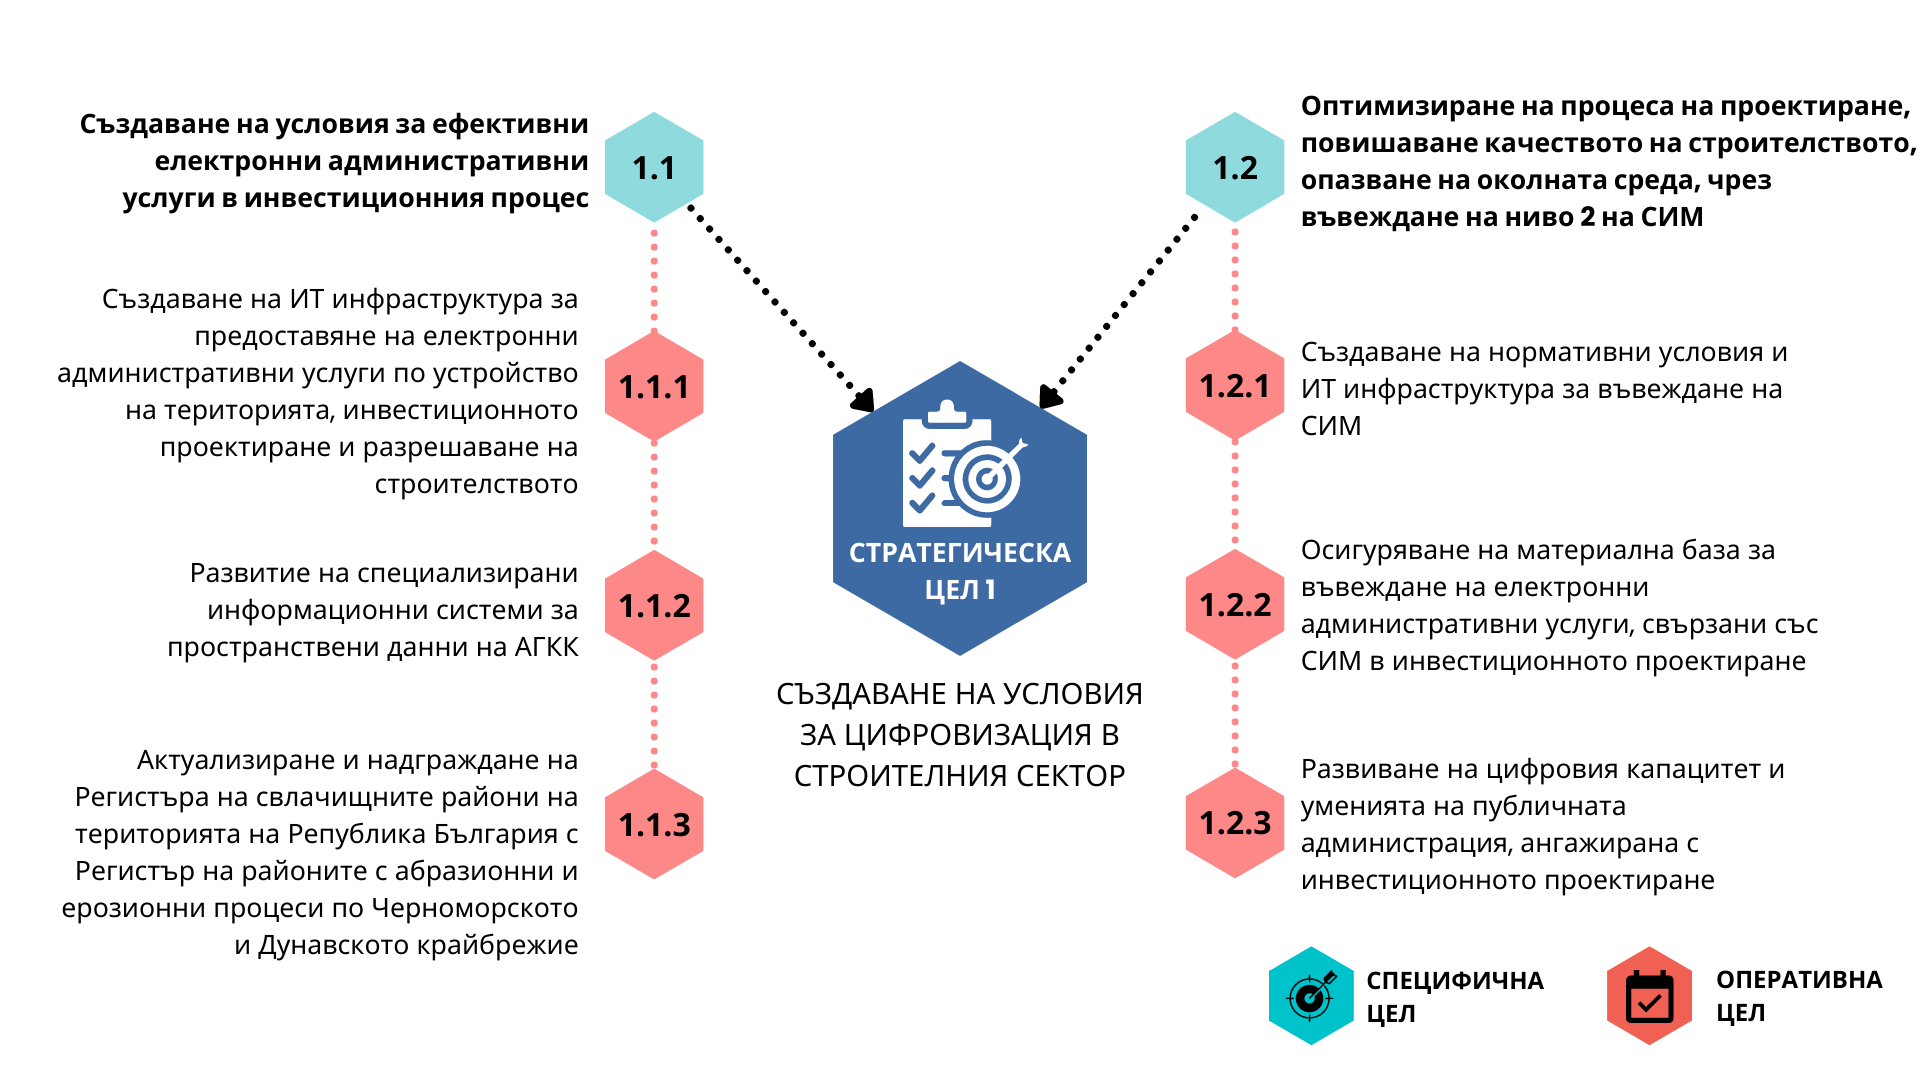 Създаване на условия за ефективни
електронни административни
услуги в инвестиционния процес
1.1
Създаване на ИТ инфраструктура за
предоставяне на електронни
административни услуги по устройство
на територията, инвестиционното
проектиране и разрешаване на
строителството
1.1.1
Развитие на специализирани
информационни системи за
пространствени данни на АГКК
1.1.2
Актуализиране и надграждане на
Регистъра на свлачищните райони на
територията на Република България с
Регистър на районите с абразионни и
ерозионни процеси по Черноморското
и Дунавското крайбрежие
1.1.3
СТРАТЕГИЧЕСКА
ЦЕЛ 1
СЪЗДАВАНЕ НА УСЛОВИЯ
ЗА ЦИФРОВИЗАЦИЯ В
СТРОИТЕЛНИЯ СЕКТОР
1.2
Оптимизиране на процеса на проектиране,
повишаване качеството на строителството,
опазване на околната среда, чрез
въвеждане на ниво 2 на СИМ
1.2.1
Създаване на нормативни условия и
ИТ инфраструктура за въвеждане на
СИМ
1.2.2
Осигуряване на материална база за
въвеждане на електронни
административни услуги, свързани със
СИМ в инвестиционното проектиране
1.2.3
Развиване на цифровия капацитет и
уменията на публичната
администрация, ангажирана с
инвестиционното проектиране
СПЕЦИФИЧНА
ЦЕЛ
ОПЕРАТИВНА
ЦЕЛ